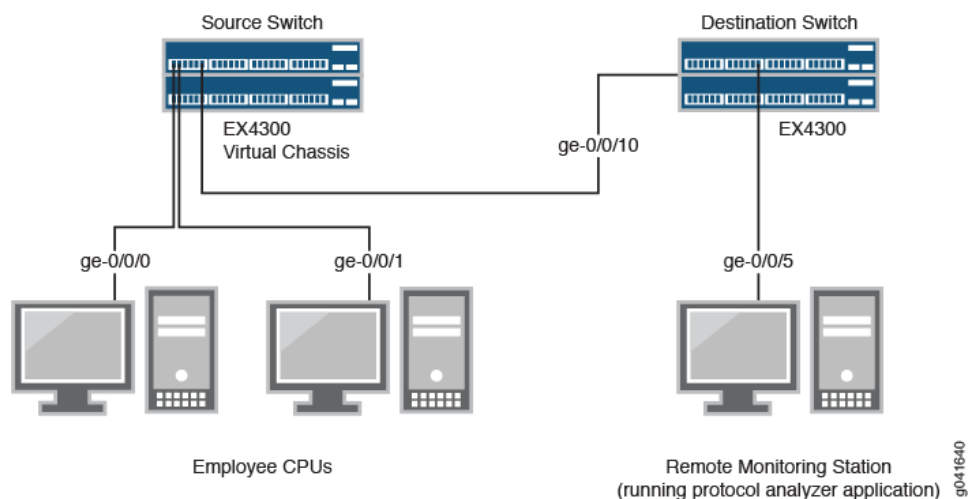 Source Switch
Destination Switch
EX4300
Virtual Chassis
EX4300
ge-0/0/10
ge-0/0/0
ge-0/0/1
ge-0/0/5
Employee CPUs
Remote Monitoring Station
(running protocol analyzer application)
g041640